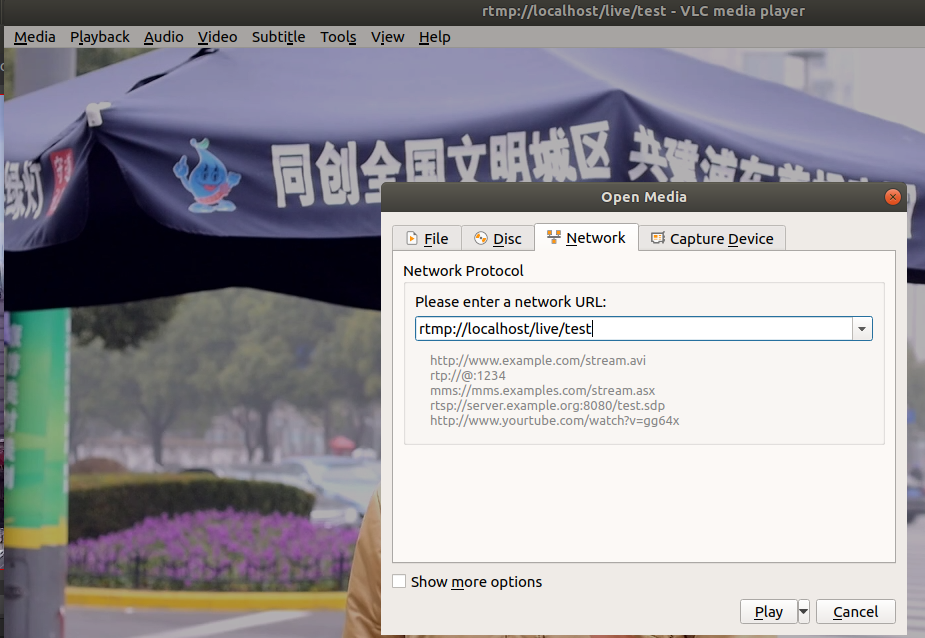 rtmp://localhost/live/test - VLC media player
Media Playback Audio Video Subtitle Tools View Help
绿灯
同创全国文明城区 共建浦东首
Open Media
File Disc Network Capture Device
Network Protocol
Please enter a network URL:
rtmp://localhost/live/test
http://www.example.com/stream.avi
rtp://@:1234
mms://mms.examples.com/stream.asx
rtsp://server.example.org:8080/test.sdp
http://www.yourtube.com/watch?v=gg64x
Show more options
Play Cancel